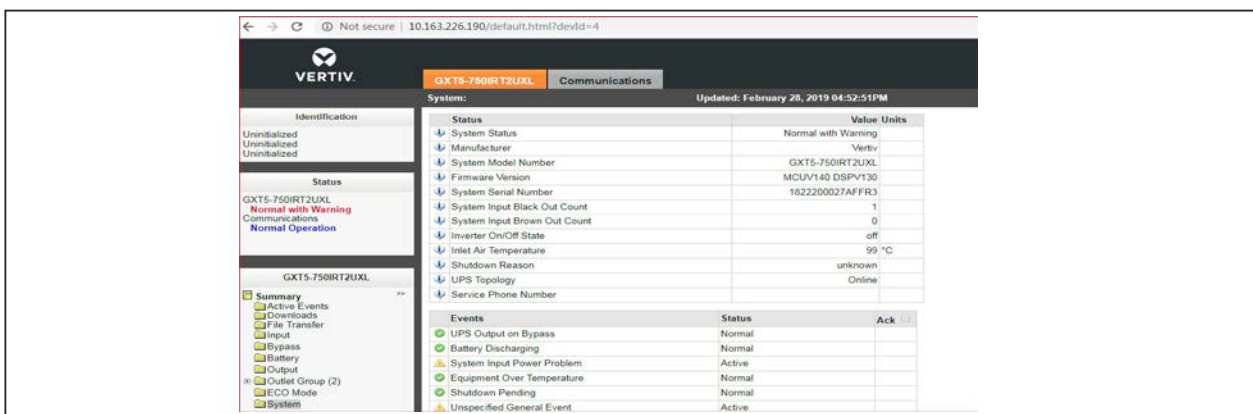 Not secure | 10.163.226.190/default.html?devId=4
VERTIV.
GXT5-750IRT2UXL Communications
System: Updated: February 28, 2019 04:52:51PM
Identification
Uninitialized
Uninitialized
Uninitialized
Status
GXT5-750IRT2UXL
Normal with Warning
Communications
Normal Operation
GXT5-750IRT2UXL
Summary >>
Active Events
Downloads
File Transfer
Input
Bypass
Battery
Output
Outlet Group (2)
ECO Mode
System
Status Value Units
System Status Normal with Warning
Manufacturer Vertiv
System Model Number GXT5-750IRT2UXL
Firmware Version MCUV140 DSPV130
System Serial Number 1822200027AFFR3
System Input Black Out Count 1
System Input Brown Out Count 0
Inverter On/Off State off
Inlet Air Temperature 99 °C
Shutdown Reason unknown
UPS Topology Online
Service Phone Number
Events Status Ack
UPS Output on Bypass Normal
Battery Discharging Normal
System Input Power Problem Active
Equipment Over Temperature Normal
Shutdown Pending Normal
Unspecified General Event Active